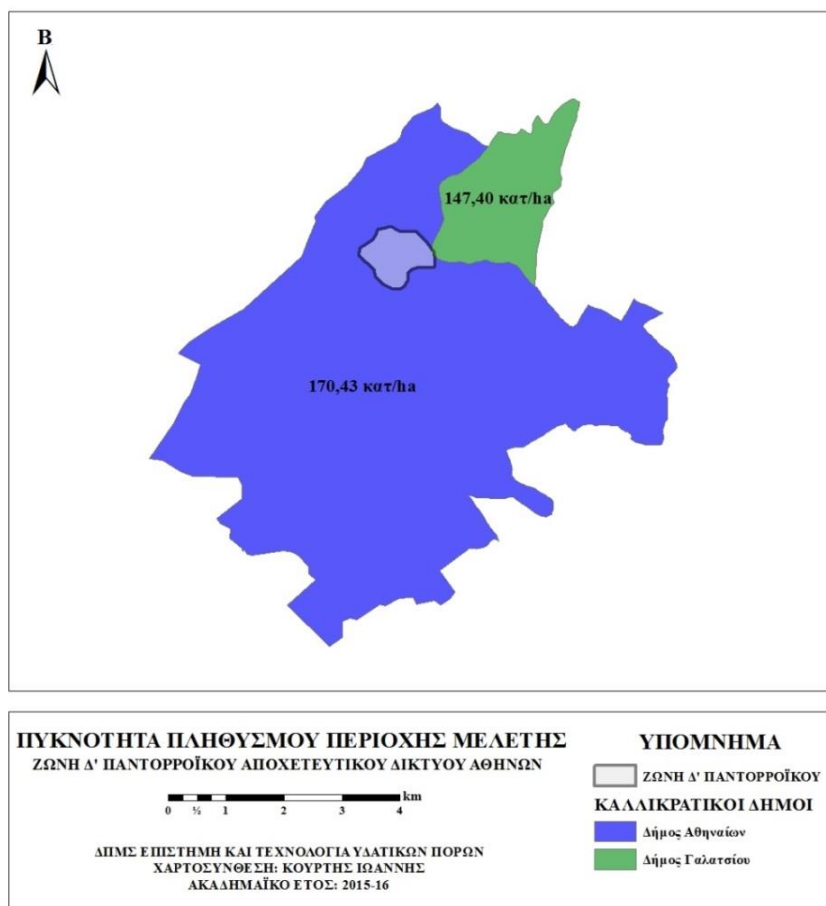 Β
147,40 κατ/ha
170,43 κατ/ha
ΠΥΚΝΟΤΗΤΑ ΠΛΗΘΥΣΜΟΥ ΠΕΡΙΟΧΗΣ ΜΕΛΕΤΗΣ
ΖΩΝΗ Δ' ΠΑΝΤΟΡΡΟΪΚΟΥ ΑΠΟΧΕΤΕΥΤΙΚΟΥ ΔΙΚΤΥΟΥ ΑΘΗΝΩΝ
km
0 ½ 1 2 3 4
ΔΠΜΣ ΕΠΙΣΤΗΜΗ ΚΑΙ ΤΕΧΝΟΛΟΓΙΑ ΥΔΑΤΙΚΩΝ ΠΟΡΩΝ
ΧΑΡΤΟΣΥΝΘΕΣΗ: ΚΟΥΡΤΗΣ ΙΩΑΝΝΗΣ
ΑΚΑΔΗΜΑΪΚΟ ΕΤΟΣ: 2015-16
ΥΠΟΜΝΗΜΑ
ΖΩΝΗ Δ' ΠΑΝΤΟΡΡΟΪΚΟΥ
ΚΑΛΛΙΚΡΑΤΙΚΟΙ ΔΗΜΟΙ
Δήμος Αθηναίων
Δήμος Γαλατσίου